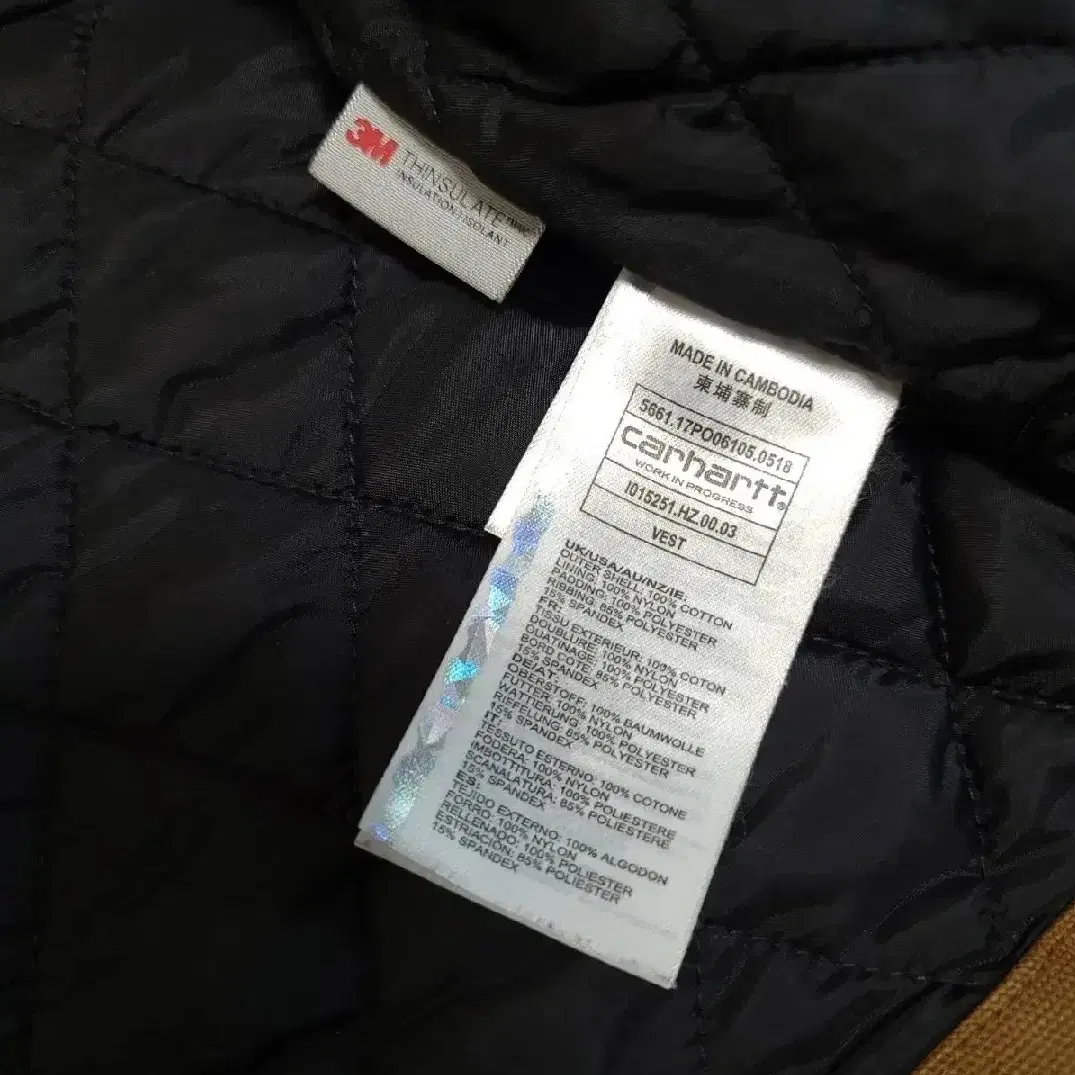 3M THINSULATE™
INSULATION | ISOLANT
MADE IN CAMBODIA
柬埔寨制
5661.17PO06105.0518
carhartt®
WORK IN PROGRESS
I015251.HZ.00.03
VEST
UK/USA/AU/NZ/IE.
OUTER SHELL: 100% COTTON
LINING: 100% NYLON
PADDING: 100% POLYESTER
RIBBING: 85% POLYESTER
15% SPANDEX
FR:
TISSU EXTERIEUR: 100% COTON
DOUBLURE: 100% NYLON
OUATINAGE: 100% POLYESTER
BORD COTE: 85% POLYESTER
15% SPANDEX
DE/AT:
OBERSTOFF: 100% BAUMWOLLE
FUTTER: 100% NYLON
WATTIERUNG: 100% POLYESTER
RIFFELUNG: 85% POLYESTER
15% SPANDEX
IT:
TESSUTO ESTERNO: 100% COTONE
FODERA: 100% NYLON
IMBOTTITURA: 100% POLIESTERE
SCANALATURA: 85% POLIESTERE
15% SPANDEX
ES:
TEJIDO EXTERNO: 100% ALGODON
FORRO: 100% NYLON
RELLENADO: 100% POLIESTER
ESTRICIÓN: 85% POLIESTER
15% SPANDEX